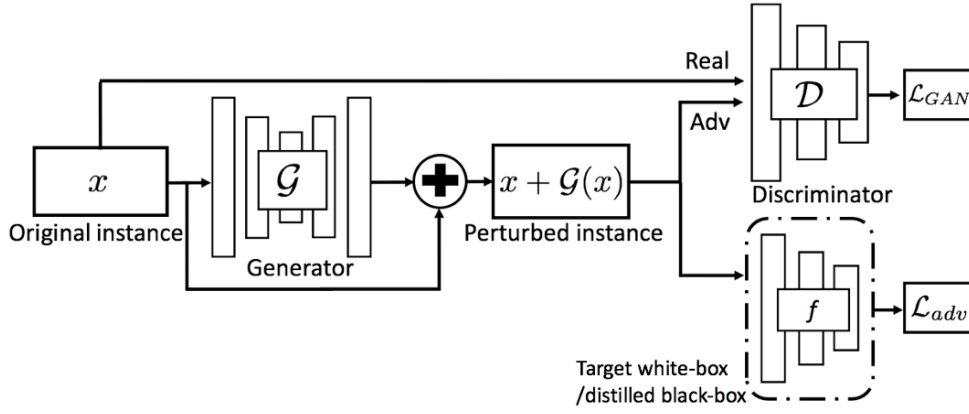 Real
Adv
𝒟
ℒ_GAN
Discriminator
x
Original instance
𝒢
Generator
x + 𝒢(x)
Perturbed instance
f
ℒ_adv
Target white-box
/distilled black-box